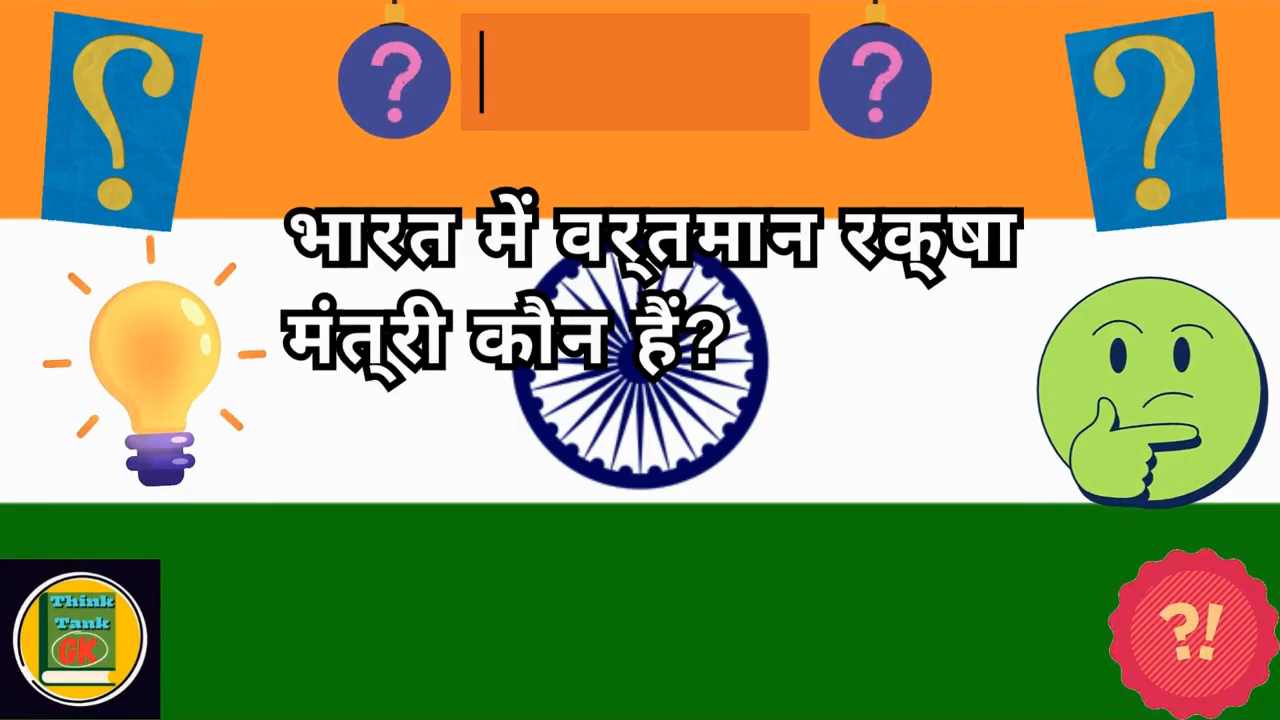 ?
?
?
?
भारत में वर्तमान रक्षा
मंत्री कौन हैं?
Think
Tank
GK
?!